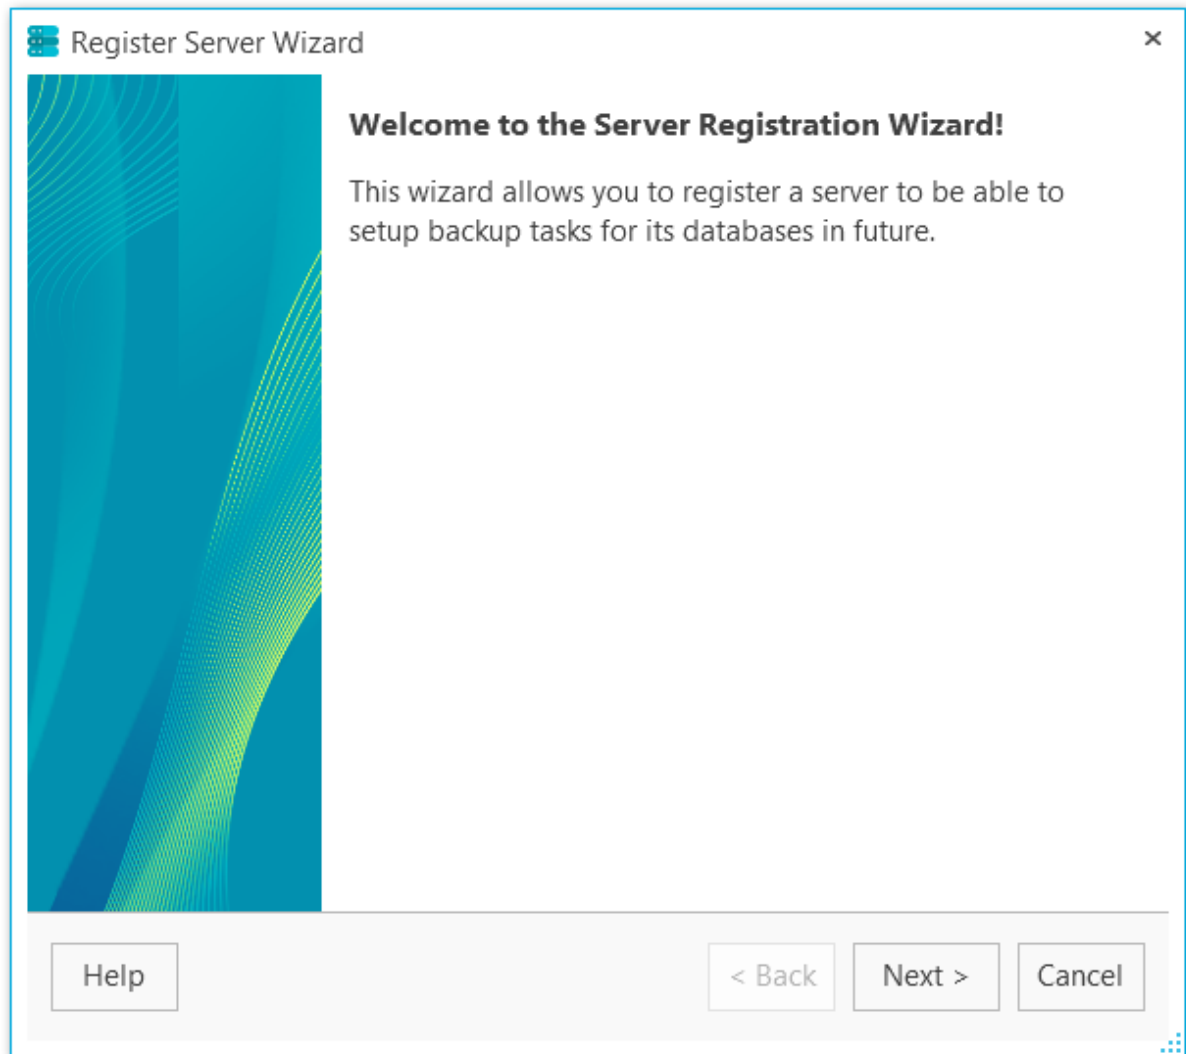 Register Server Wizard
Welcome to the Server Registration Wizard!
This wizard allows you to register a server to be able to
setup backup tasks for its databases in future.
Help
< Back
Next >
Cancel